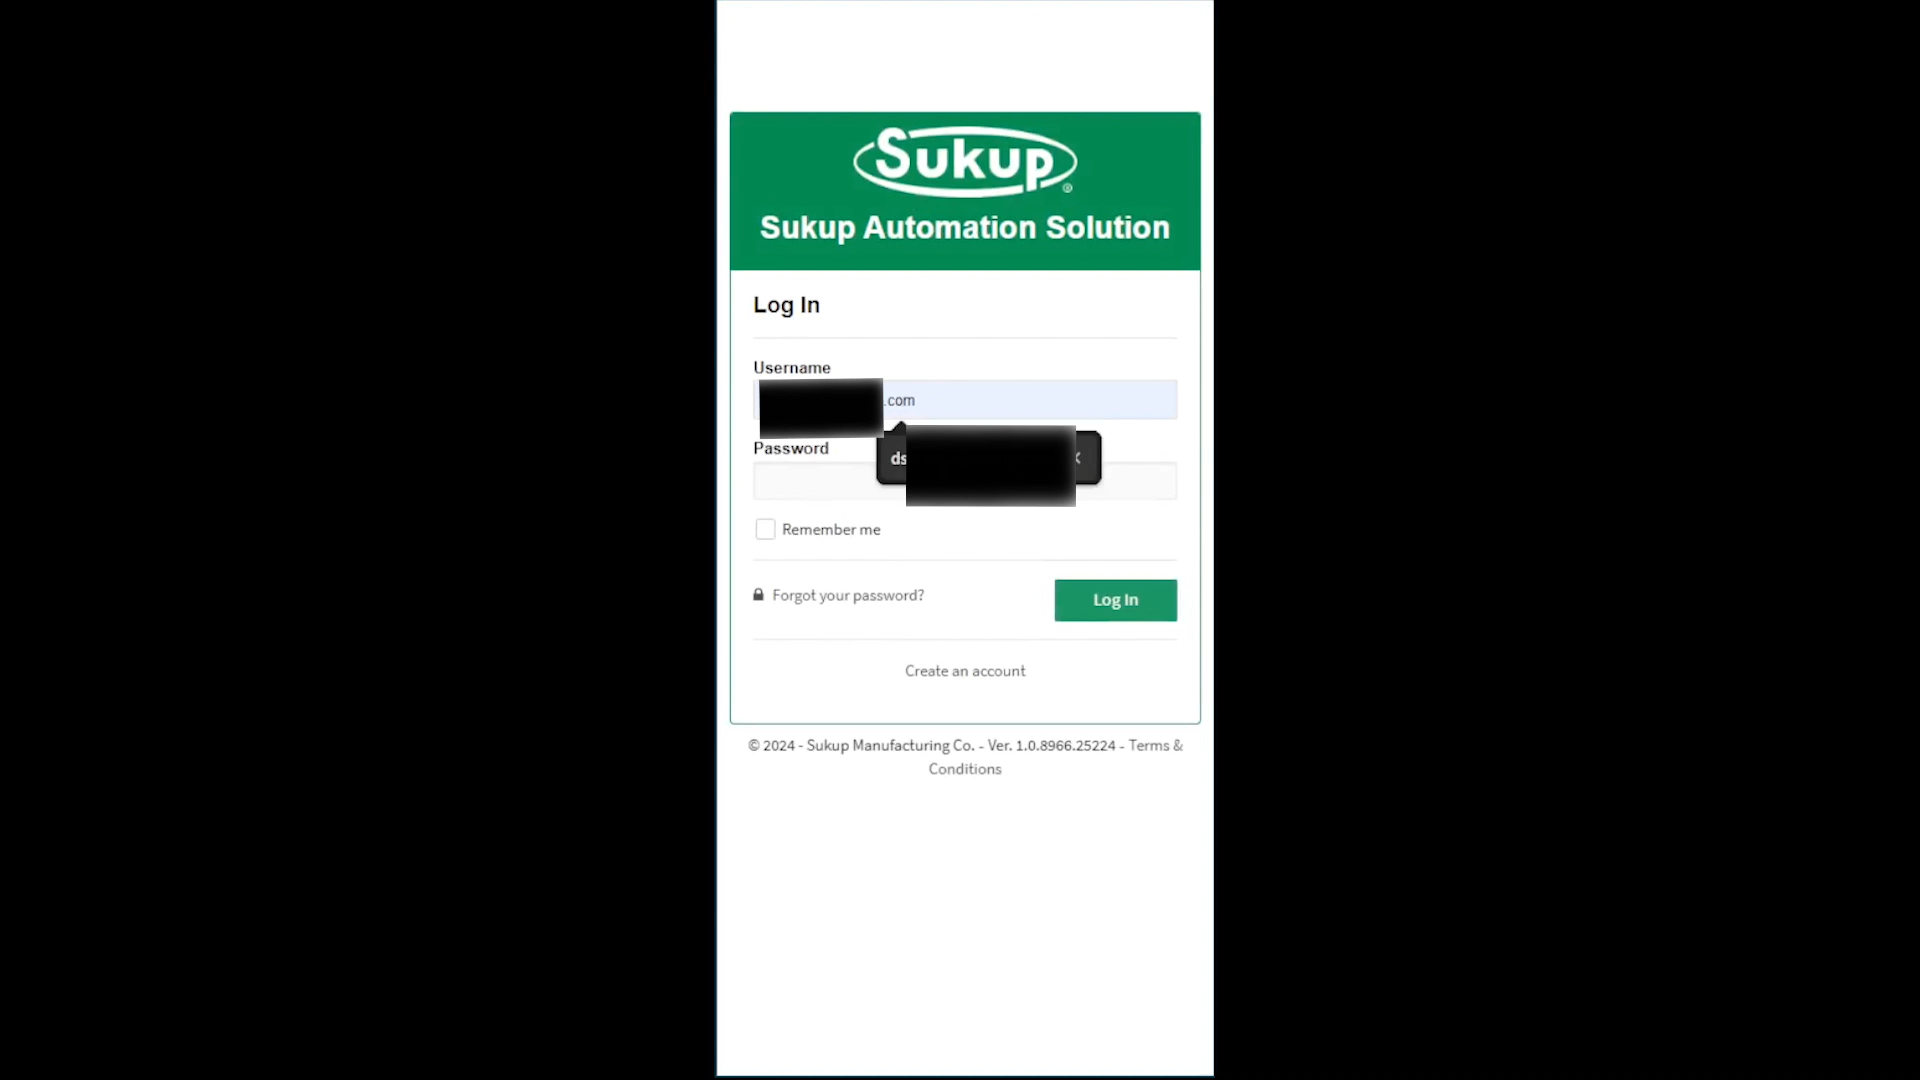 Sukup®
Sukup Automation Solution
Log In
Username
.com
Password
ds
Remember me
Forgot your password?
Log In
Create an account
© 2024 - Sukup Manufacturing Co. - Ver. 1.0.8966.25224 - Terms &
Conditions